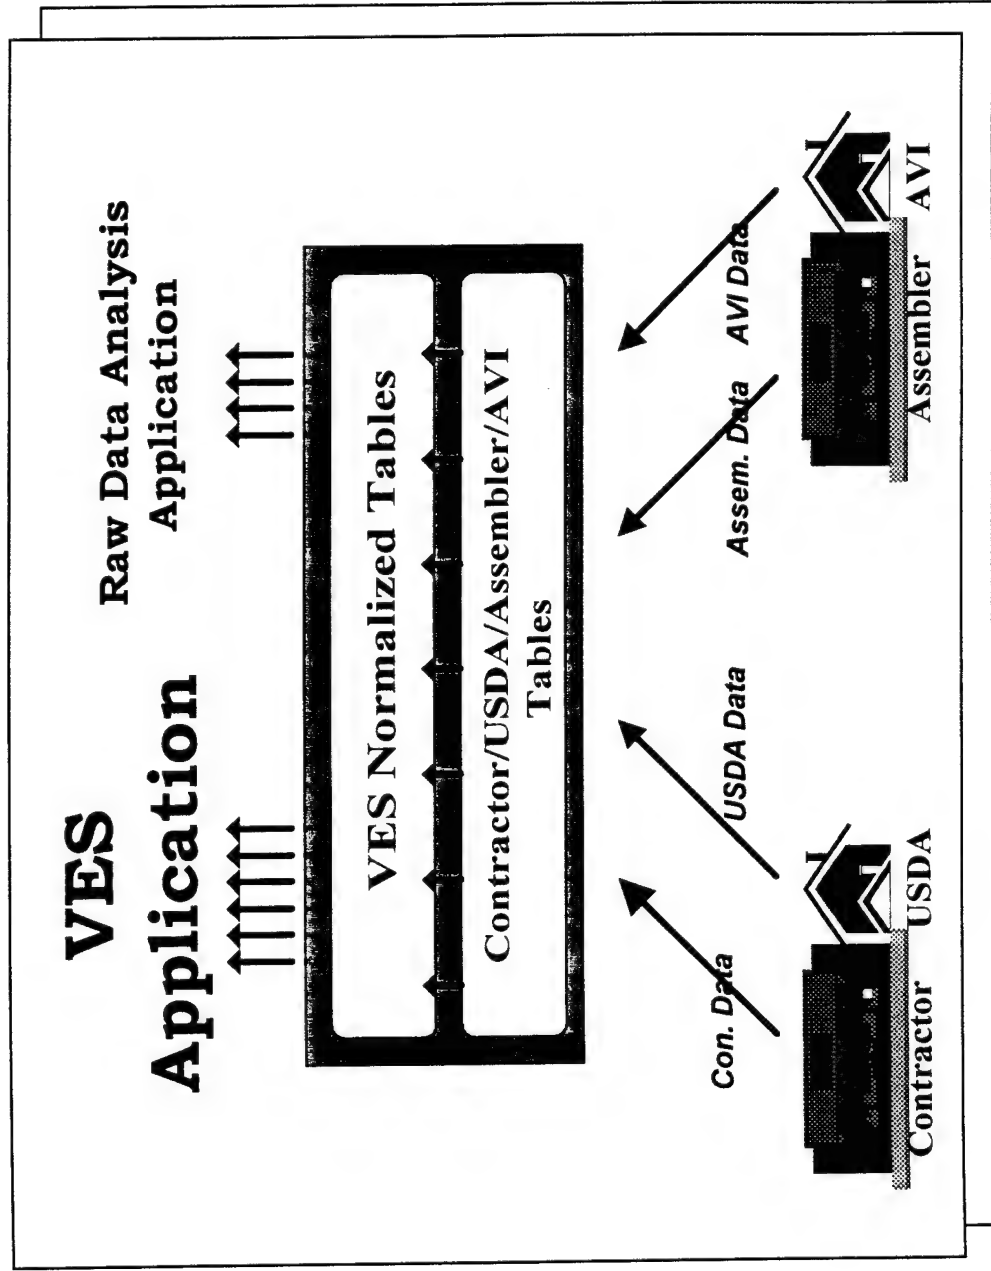 VES
Application
Raw Data Analysis
Application
VES Normalized Tables
Contractor/USDA/Assembler/AVI
Tables
Con. Data
USDA Data
Assem. Data
AVI Data
Contractor
USDA
Assembler
AVI